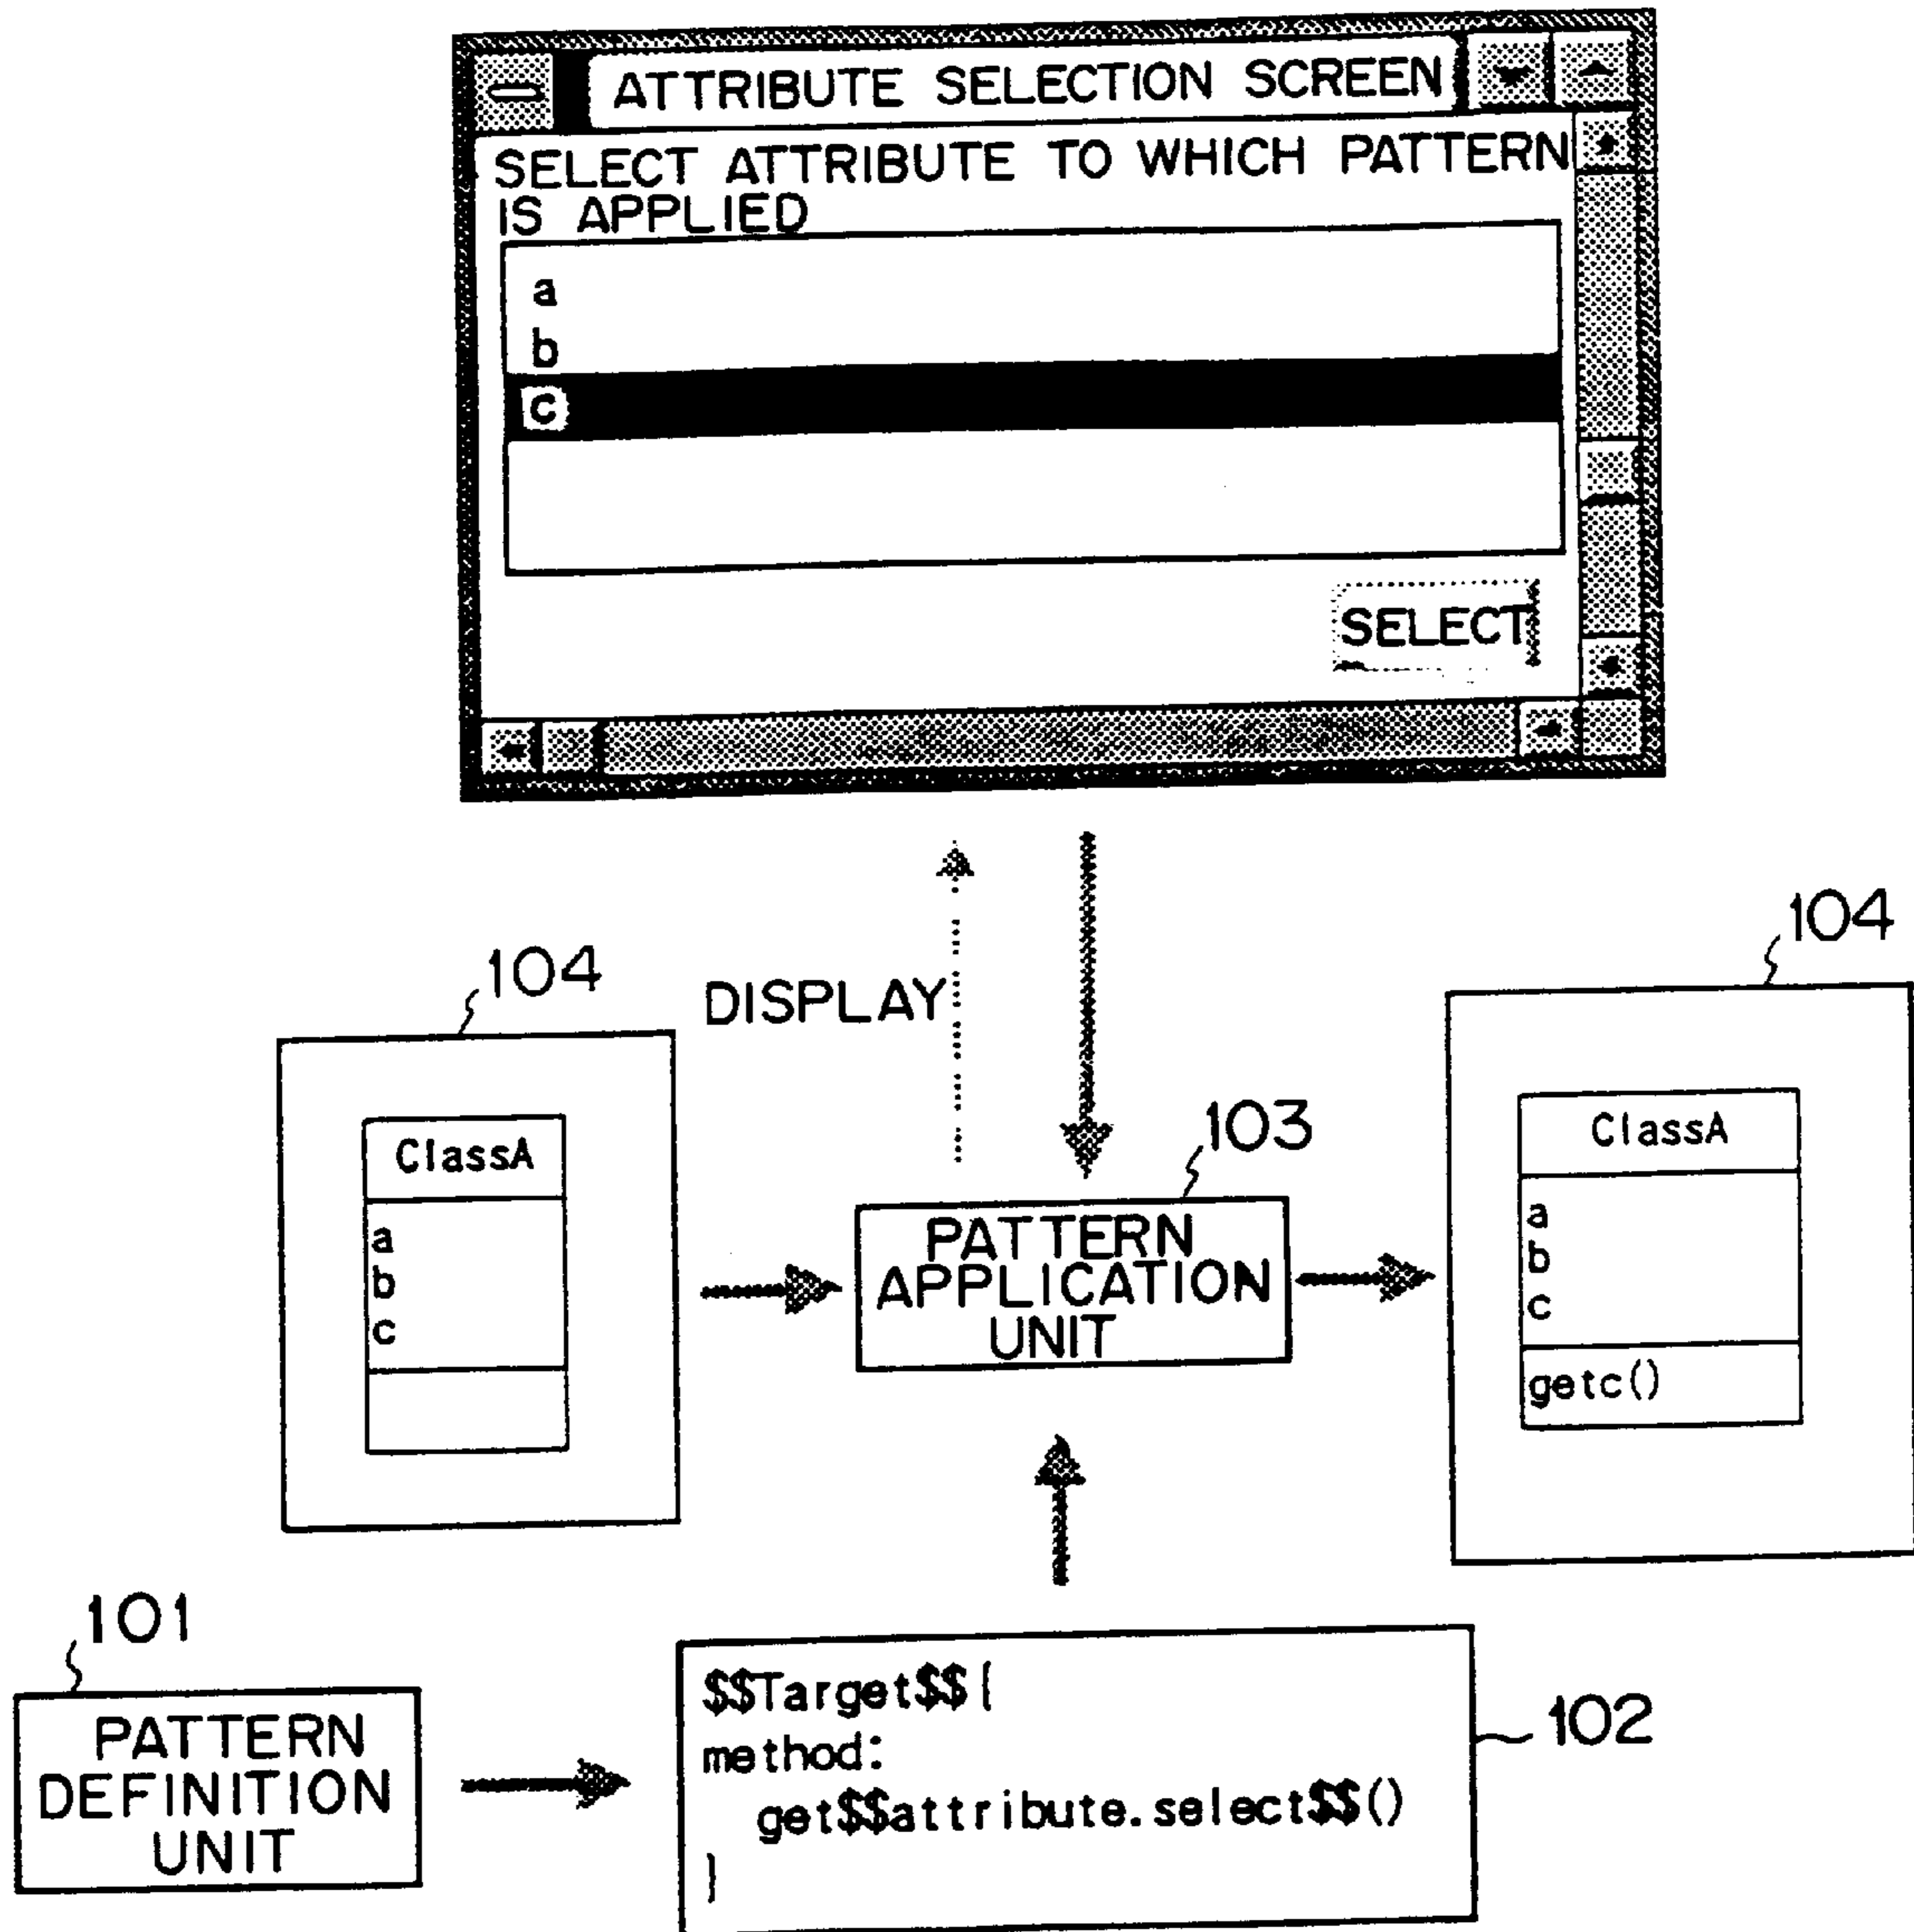 ATTRIBUTE SELECTION SCREEN
SELECT ATTRIBUTE TO WHICH PATTERN
IS APPLIED
a
b
c
SELECT
DISPLAY
104
ClassA
a
b
c
103
PATTERN
APPLICATION
UNIT
104
ClassA
a
b
c
getc()
101
PATTERN
DEFINITION
UNIT
$$Target$${
method:
get$$attribute.select$$()
}
102